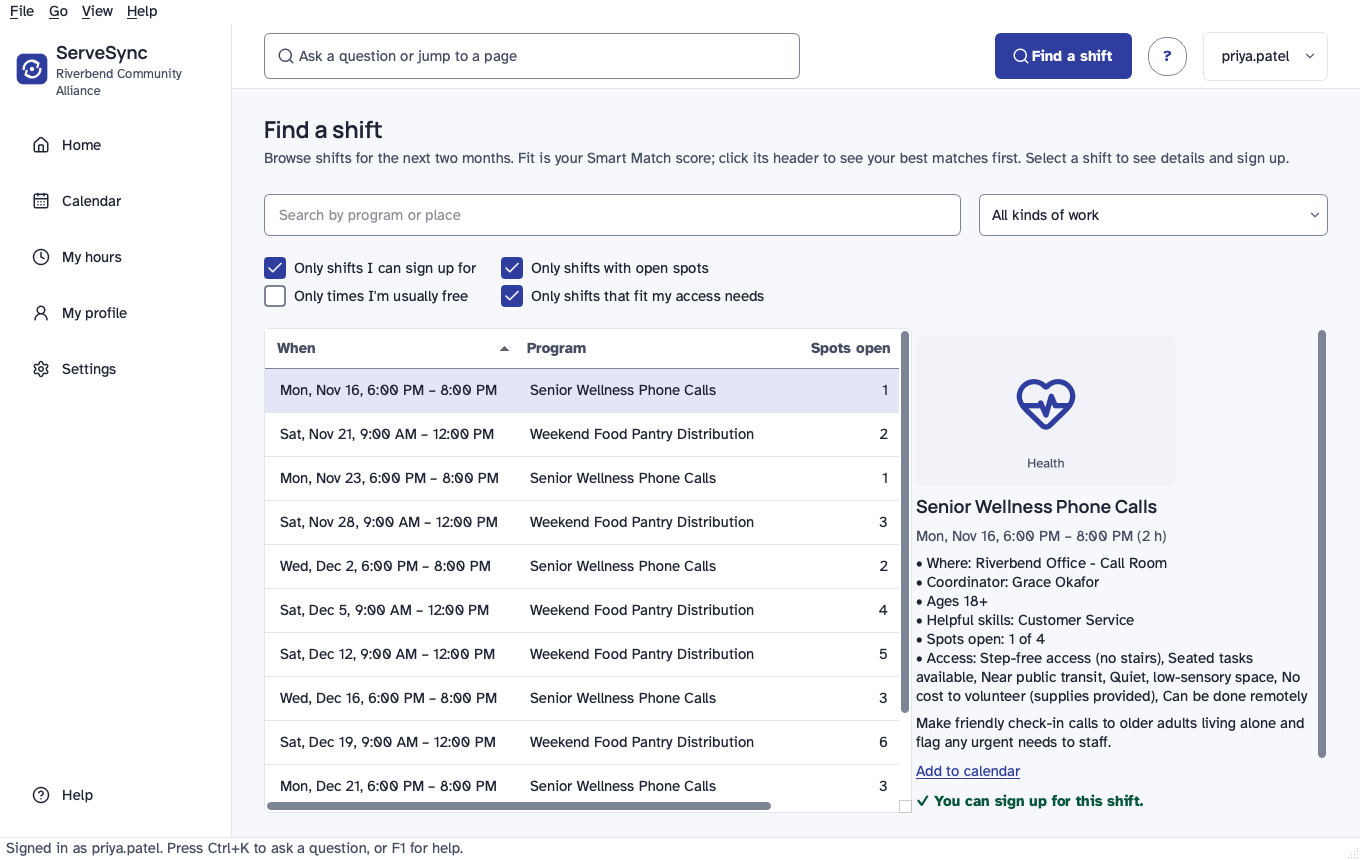 File Go View Help
ServeSync
Riverbend Community
Alliance
Ask a question or jump to a page
Find a shift
?
priya.patel
Home
Calendar
My hours
My profile
Settings
Help
Find a shift
Browse shifts for the next two months. Fit is your Smart Match score; click its header to see your best matches first. Select a shift to see details and sign up.
Search by program or place
All kinds of work
Only shifts I can sign up for
Only shifts with open spots
Only times I'm usually free
Only shifts that fit my access needs
When Program Spots open
Mon, Nov 16, 6:00 PM – 8:00 PM Senior Wellness Phone Calls 1
Sat, Nov 21, 9:00 AM – 12:00 PM Weekend Food Pantry Distribution 2
Mon, Nov 23, 6:00 PM – 8:00 PM Senior Wellness Phone Calls 1
Sat, Nov 28, 9:00 AM – 12:00 PM Weekend Food Pantry Distribution 3
Wed, Dec 2, 6:00 PM – 8:00 PM Senior Wellness Phone Calls 2
Sat, Dec 5, 9:00 AM – 12:00 PM Weekend Food Pantry Distribution 4
Sat, Dec 12, 9:00 AM – 12:00 PM Weekend Food Pantry Distribution 5
Wed, Dec 16, 6:00 PM – 8:00 PM Senior Wellness Phone Calls 3
Sat, Dec 19, 9:00 AM – 12:00 PM Weekend Food Pantry Distribution 6
Mon, Dec 21, 6:00 PM – 8:00 PM Senior Wellness Phone Calls 3
Health
Senior Wellness Phone Calls
Mon, Nov 16, 6:00 PM – 8:00 PM (2 h)
• Where: Riverbend Office - Call Room
• Coordinator: Grace Okafor
• Ages 18+
• Helpful skills: Customer Service
• Spots open: 1 of 4
• Access: Step-free access (no stairs), Seated tasks
available, Near public transit, Quiet, low-sensory space, No
cost to volunteer (supplies provided), Can be done remotely
Make friendly check-in calls to older adults living alone and
flag any urgent needs to staff.
Add to calendar
✓ You can sign up for this shift.
Signed in as priya.patel. Press Ctrl+K to ask a question, or F1 for help.